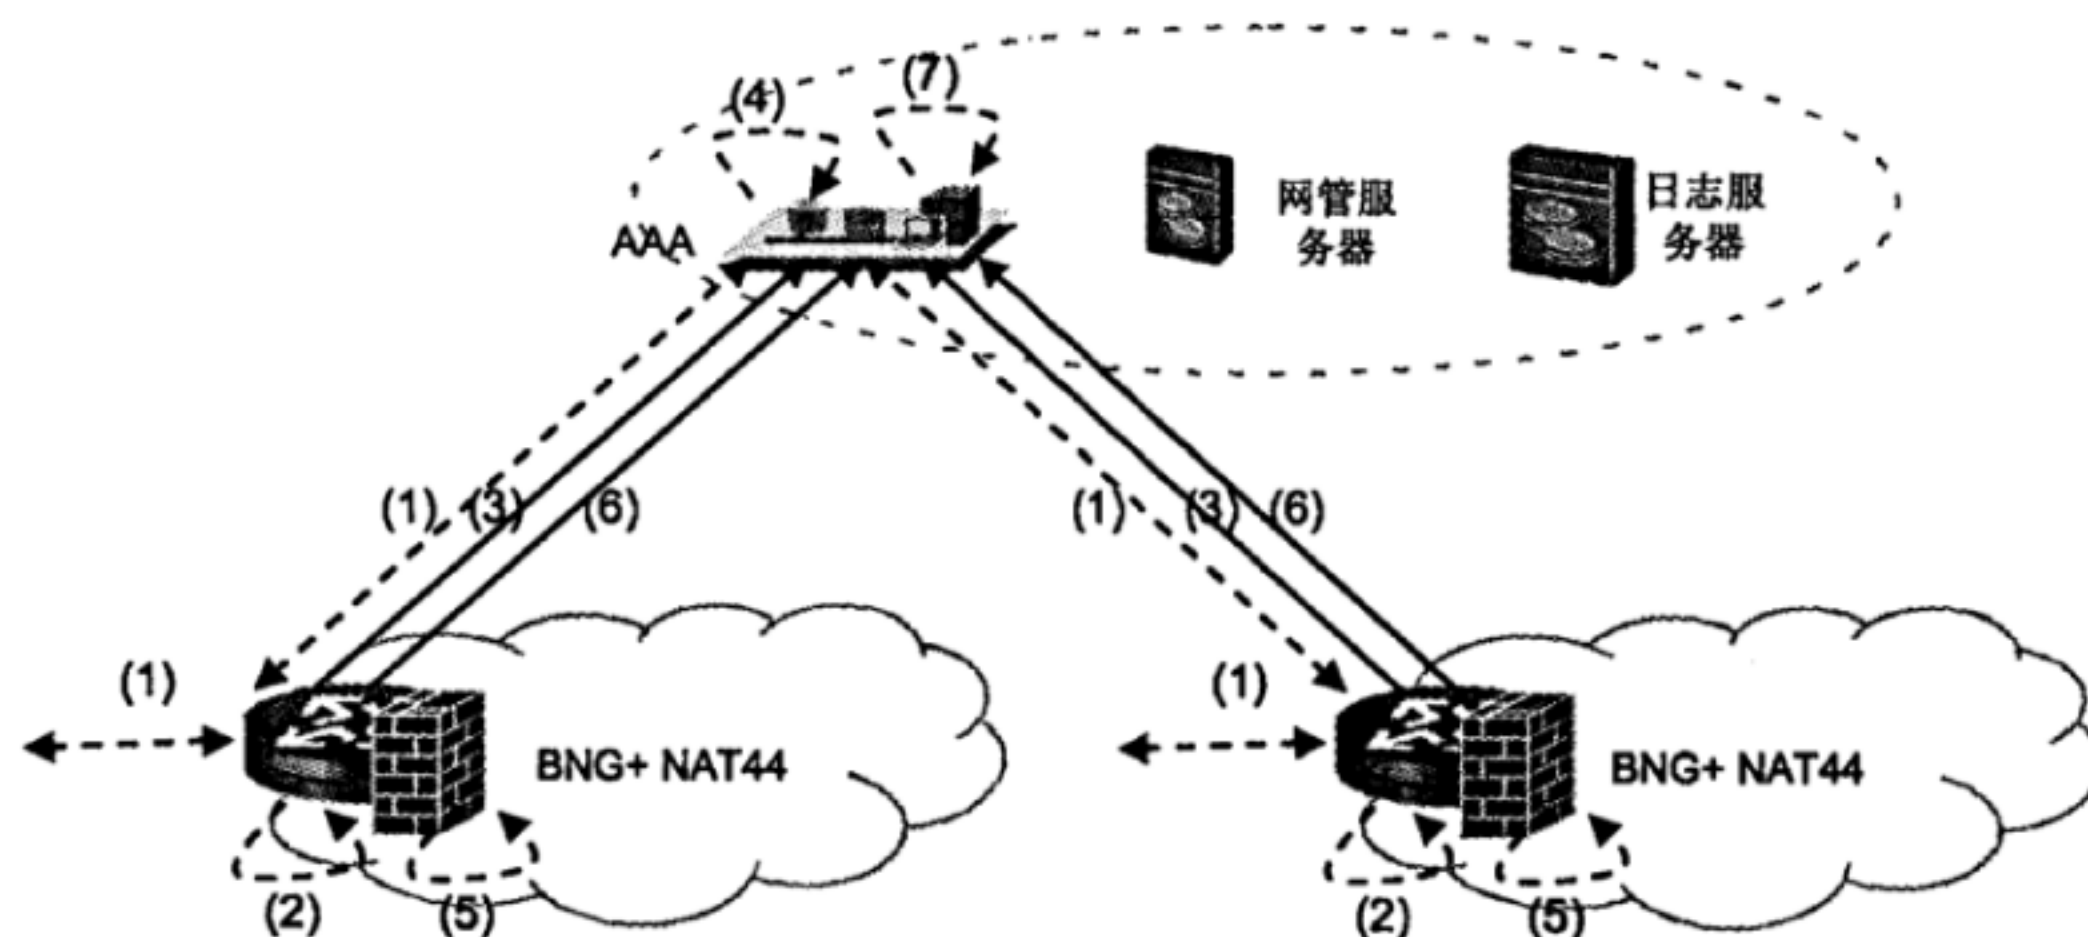 (7)
(4)
网管服
务器
日志服
务器
AAA
(1) (3) (6)
(1) (3) (6)
(1)
(1)
BNG+ NAT44
BNG+ NAT44
(2) (5)
(2) (5)